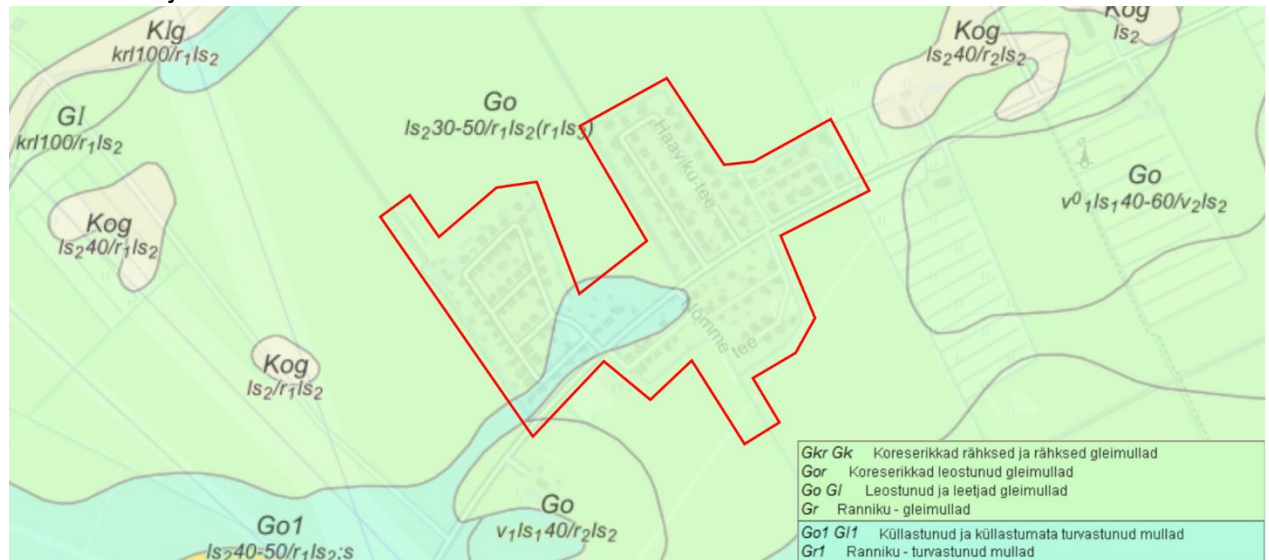 Klg
krl100/r₁ls₂
Gl
krl100/r₁ls₂
Kog
ls₂40/r₁ls₂
Kog
ls₂/r₁ls₂
Go
ls₂30-50/r₁ls₂(r₁ls₃)
Haaviku tee
Nõmme tee
Kog
ls₂40/r₂ls₂
Kog
ls₂
Go
v⁰₁ls₁40-60/v₂ls₂
Go
v₁ls₁40/r₂ls₂
Go1
ls₂40-50/r₁ls₂;s
Gkr Gk Koreserikkad rähksed ja rähksed gleimullad
Gor Koreserikkad leostunud gleimullad
Go Gl Leostunud ja leetjad gleimullad
Gr Ranniku - gleimullad
Go1 Gl1 Küllastunud ja küllastumata turvastunud mullad
Gr1 Ranniku - turvastunud mullad